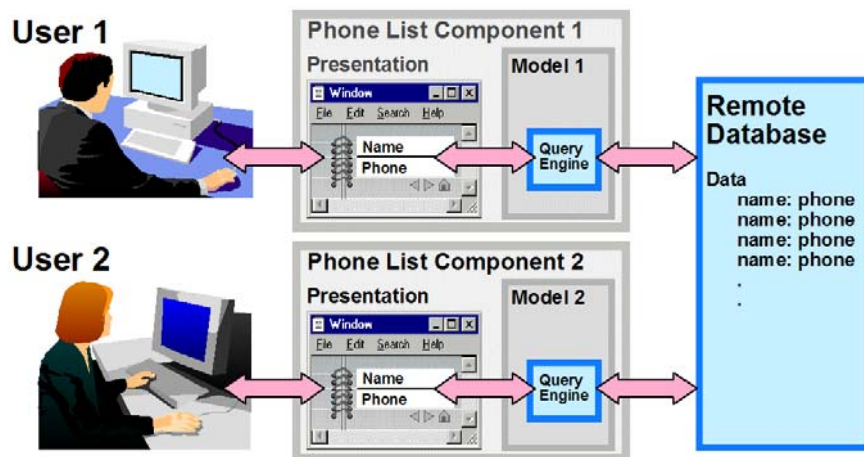 User 1
Phone List Component 1
Presentation
Model 1
Window
File Edit Search Help
Name
Phone
Query
Engine
Remote
Database
Data
name: phone
name: phone
name: phone
name: phone
.
.
User 2
Phone List Component 2
Presentation
Model 2
Window
File Edit Search Help
Name
Phone
Query
Engine